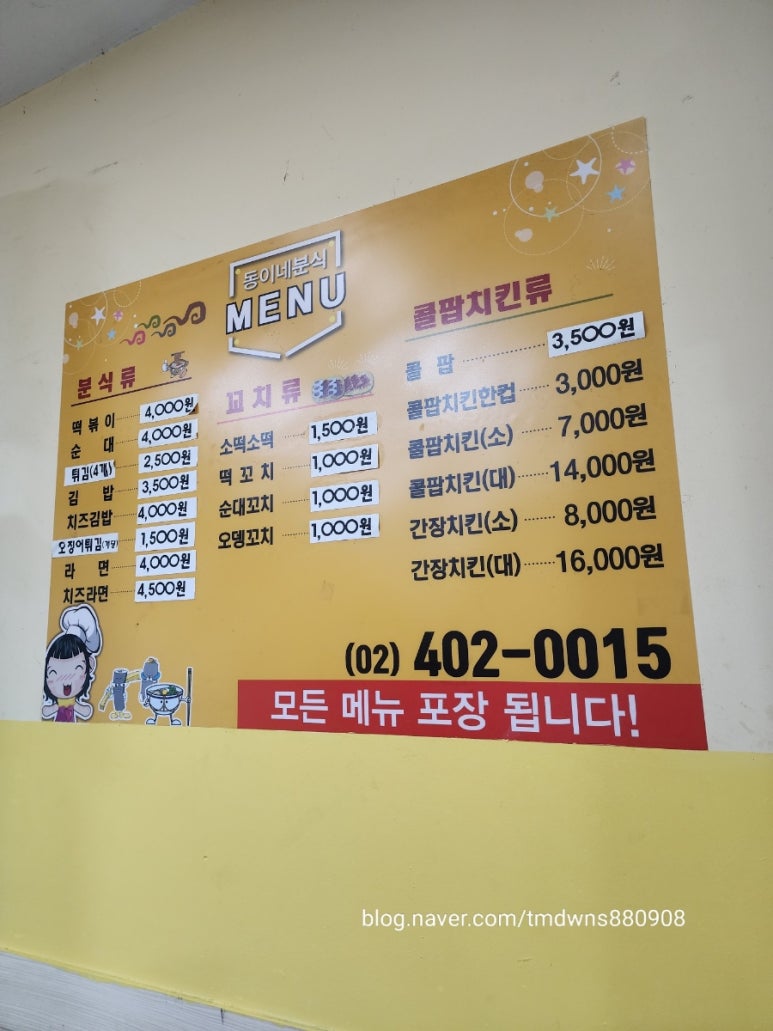 동이네분식
MENU
분식류
떡볶이 4,000원
순대 4,000원
튀김(4개) 2,500원
김밥 3,500원
치즈김밥 4,000원
오징어튀김(개당) 1,500원
라면 4,000원
치즈라면 4,500원
꼬치류
소떡소떡 1,500원
떡꼬치 1,000원
순대꼬치 1,000원
오뎅꼬치 1,000원
콜팝치킨류
콜팝 3,500원
콜팝치킨한컵 3,000원
콜팝치킨(소) 7,000원
콜팝치킨(대) 14,000원
간장치킨(소) 8,000원
간장치킨(대) 16,000원
(02) 402-0015
모든 메뉴 포장 됩니다!
blog.naver.com/tmdwns880908